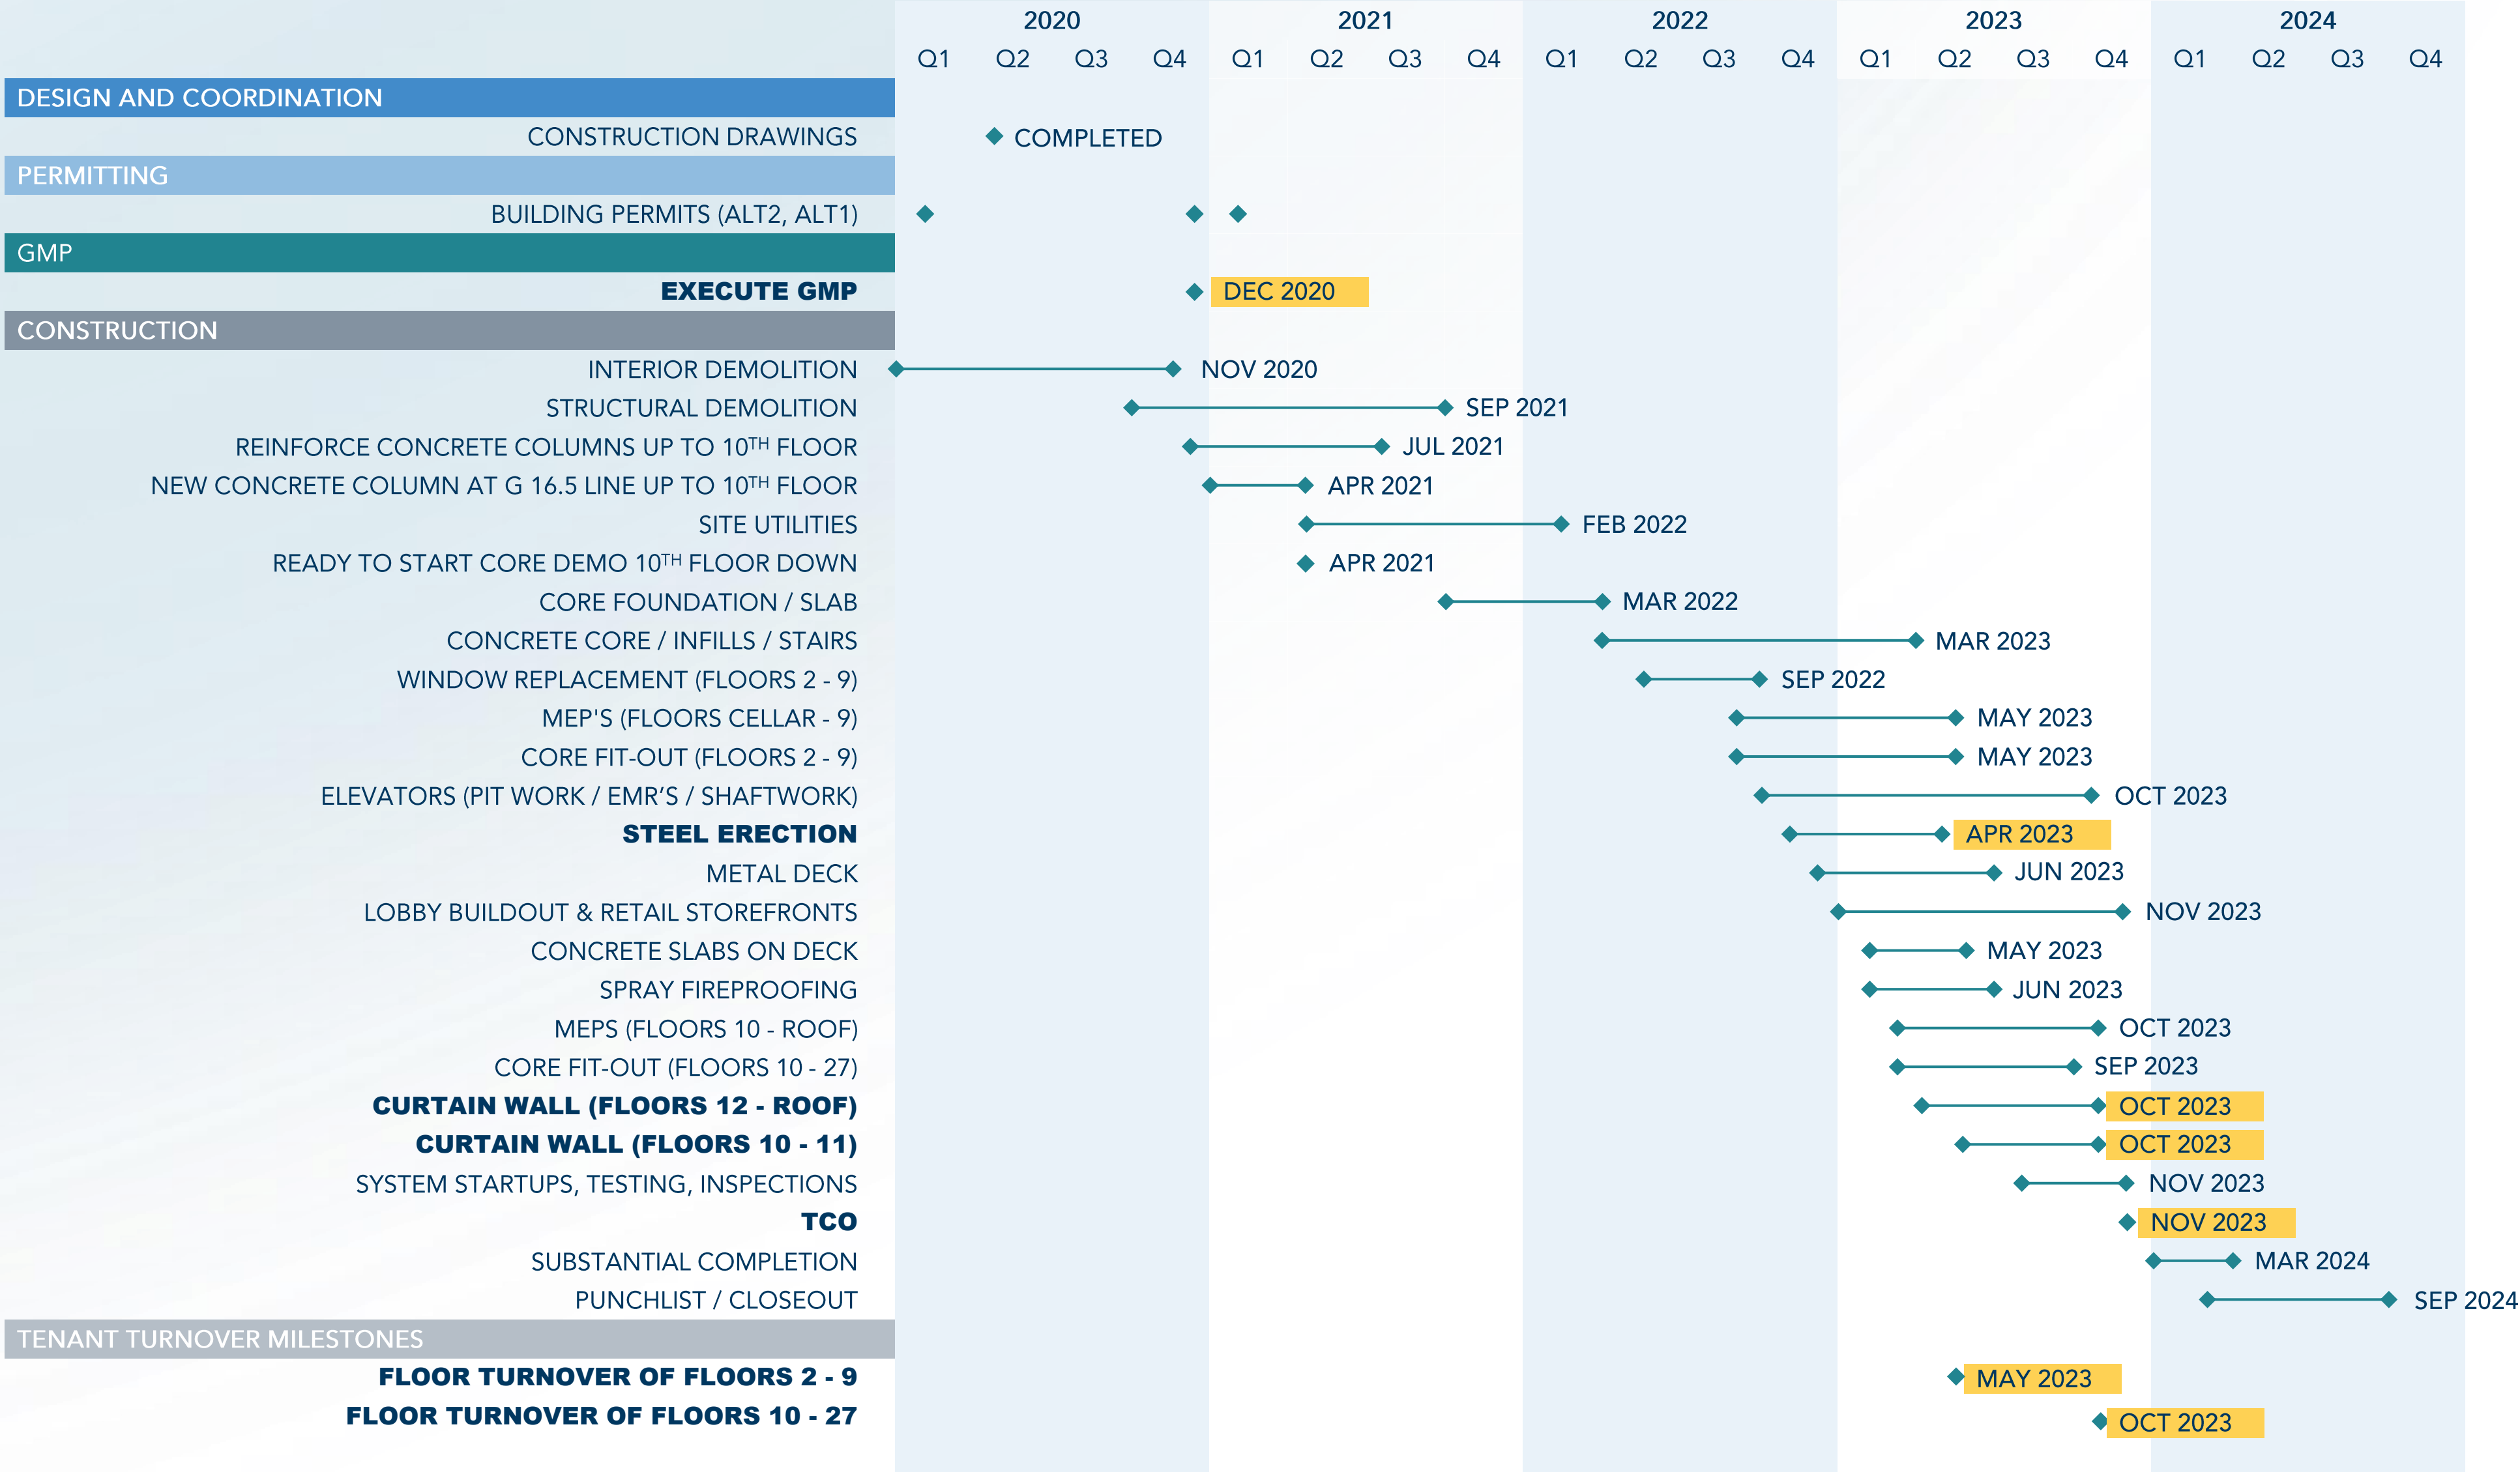 2020 2021 2022 2023 2024
Q1 Q2 Q3 Q4 Q1 Q2 Q3 Q4 Q1 Q2 Q3 Q4 Q1 Q2 Q3 Q4 Q1 Q2 Q3 Q4
DESIGN AND COORDINATION
CONSTRUCTION DRAWINGS COMPLETED
PERMITTING
BUILDING PERMITS (ALT2, ALT1)
GMP
EXECUTE GMP DEC 2020
CONSTRUCTION
INTERIOR DEMOLITION NOV 2020
STRUCTURAL DEMOLITION SEP 2021
REINFORCE CONCRETE COLUMNS UP TO 10TH FLOOR JUL 2021
NEW CONCRETE COLUMN AT G 16.5 LINE UP TO 10TH FLOOR APR 2021
SITE UTILITIES FEB 2022
READY TO START CORE DEMO 10TH FLOOR DOWN APR 2021
CORE FOUNDATION / SLAB MAR 2022
CONCRETE CORE / INFILLS / STAIRS MAR 2023
WINDOW REPLACEMENT (FLOORS 2 - 9) SEP 2022
MEP'S (FLOORS CELLAR - 9) MAY 2023
CORE FIT-OUT (FLOORS 2 - 9) MAY 2023
ELEVATORS (PIT WORK / EMR’S / SHAFTWORK) OCT 2023
STEEL ERECTION APR 2023
METAL DECK JUN 2023
LOBBY BUILDOUT & RETAIL STOREFRONTS NOV 2023
CONCRETE SLABS ON DECK MAY 2023
SPRAY FIREPROOFING JUN 2023
MEPS (FLOORS 10 - ROOF) OCT 2023
CORE FIT-OUT (FLOORS 10 - 27) SEP 2023
CURTAIN WALL (FLOORS 12 - ROOF) OCT 2023
CURTAIN WALL (FLOORS 10 - 11) OCT 2023
SYSTEM STARTUPS, TESTING, INSPECTIONS NOV 2023
TCO NOV 2023
SUBSTANTIAL COMPLETION MAR 2024
PUNCHLIST / CLOSEOUT SEP 2024
TENANT TURNOVER MILESTONES
FLOOR TURNOVER OF FLOORS 2 - 9 MAY 2023
FLOOR TURNOVER OF FLOORS 10 - 27 OCT 2023